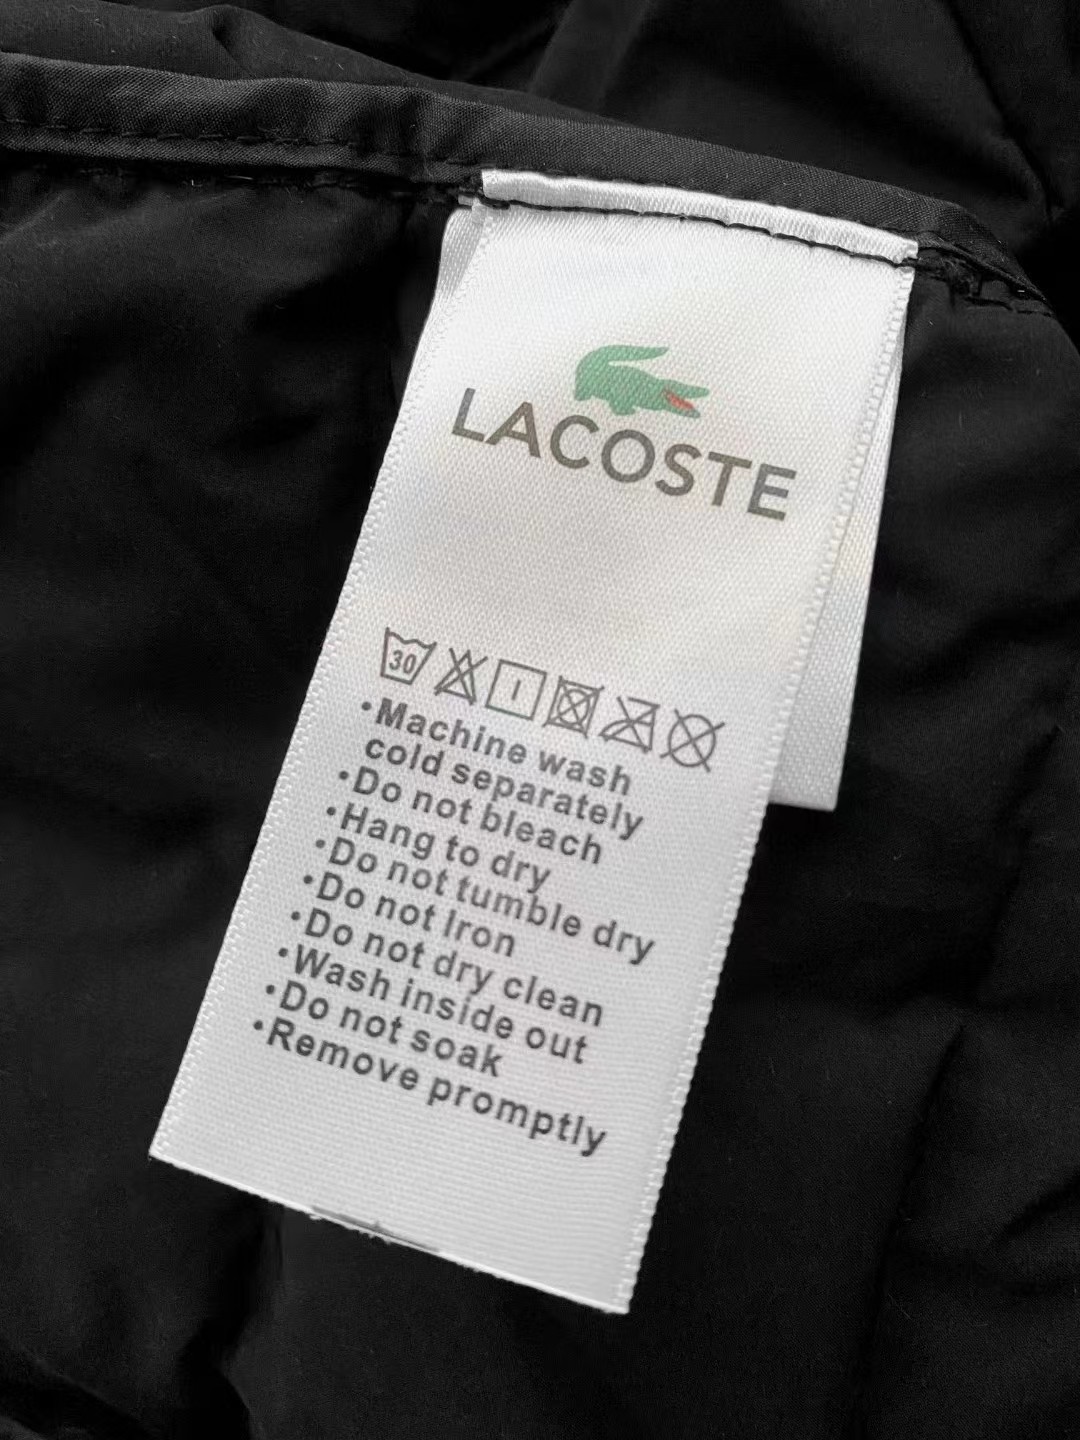 LACOSTE
30
•Machine wash
cold separately
•Do not bleach
•Hang to dry
•Do not tumble dry
•Do not Iron
•Do not dry clean
•Wash inside out
•Do not soak
•Remove promptly